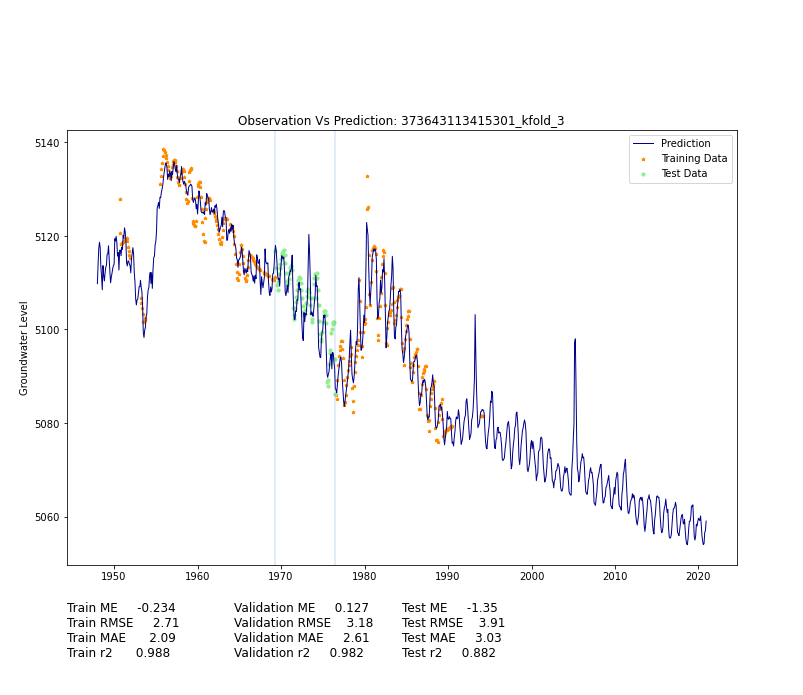 Observation Vs Prediction: 373643113415301_kfold_3
Prediction
Training Data
Test Data
Groundwater Level
5140
5120
5100
5080
5060
1950 1960 1970 1980 1990 2000 2010 2020
Train ME -0.234 Validation ME 0.127 Test ME -1.35
Train RMSE 2.71 Validation RMSE 3.18 Test RMSE 3.91
Train MAE 2.09 Validation MAE 2.61 Test MAE 3.03
Train r2 0.988 Validation r2 0.982 Test r2 0.882